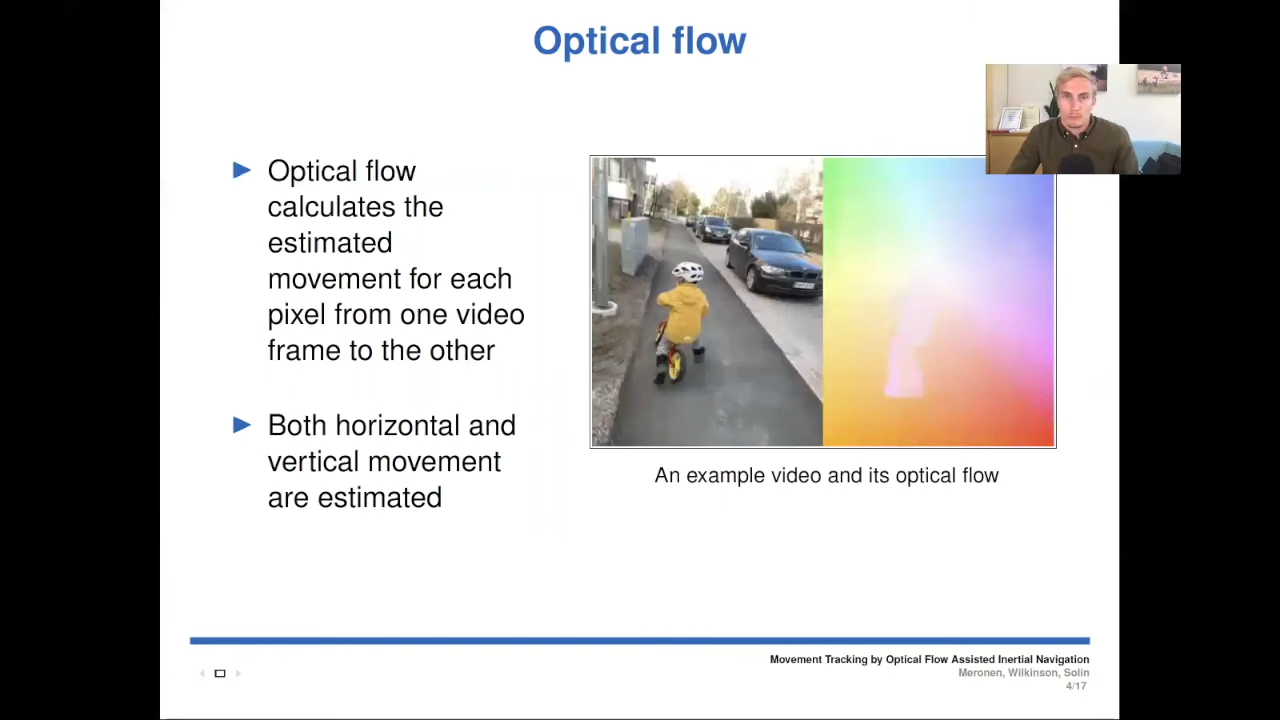 Optical flow
Optical flow
calculates the
estimated
movement for each
pixel from one video
frame to the other
Both horizontal and
vertical movement
are estimated
An example video and its optical flow
Movement Tracking by Optical Flow Assisted Inertial Navigation
Meronen, Wilkinson, Solin
4/17